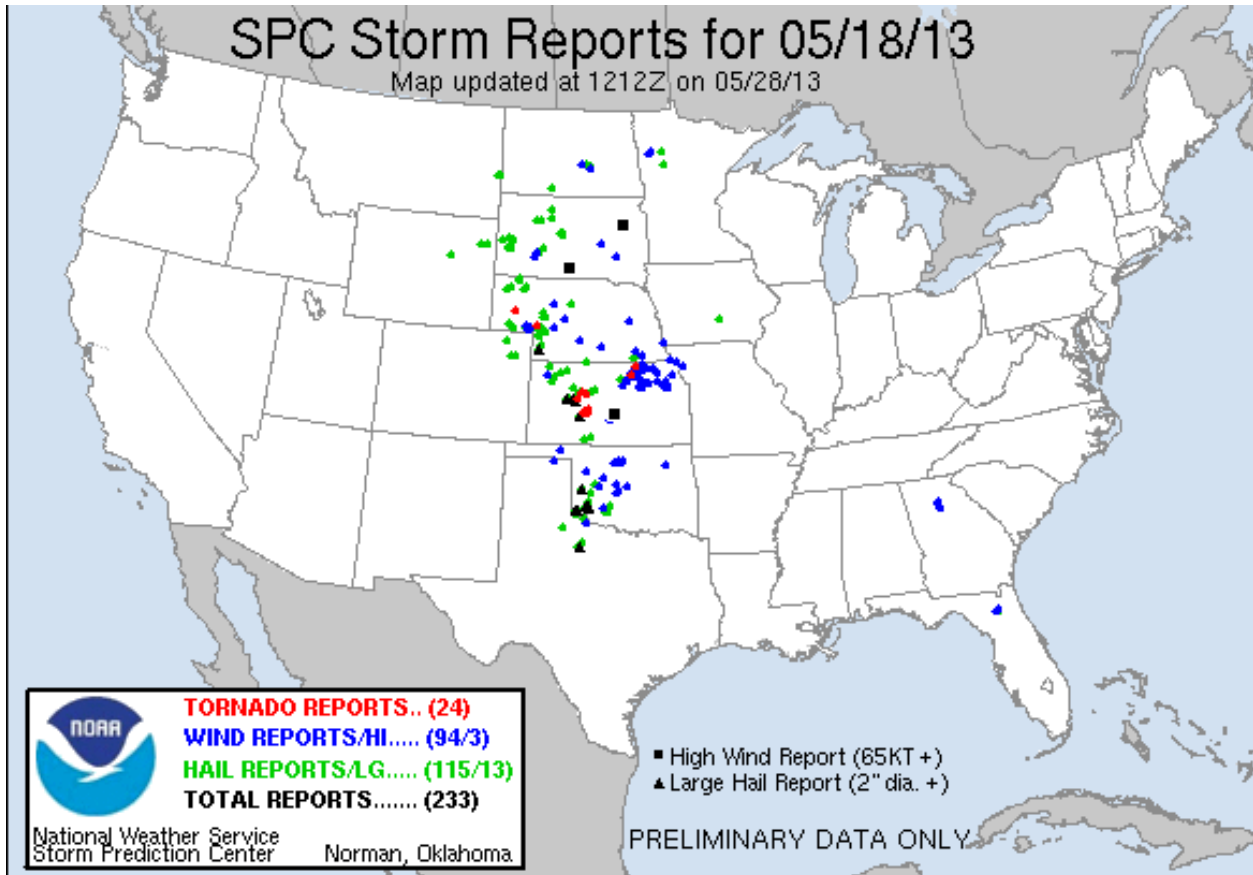 SPC Storm Reports for 05/18/13
Map updated at 1212Z on 05/28/13
NOAA
TORNADO REPORTS.. (24)
WIND REPORTS/HI..... (94/3)
HAIL REPORTS/LG..... (115/13)
TOTAL REPORTS....... (233)
National Weather Service
Storm Prediction Center Norman, Oklahoma
High Wind Report (65KT +)
Large Hail Report (2" dia. +)
PRELIMINARY DATA ONLY